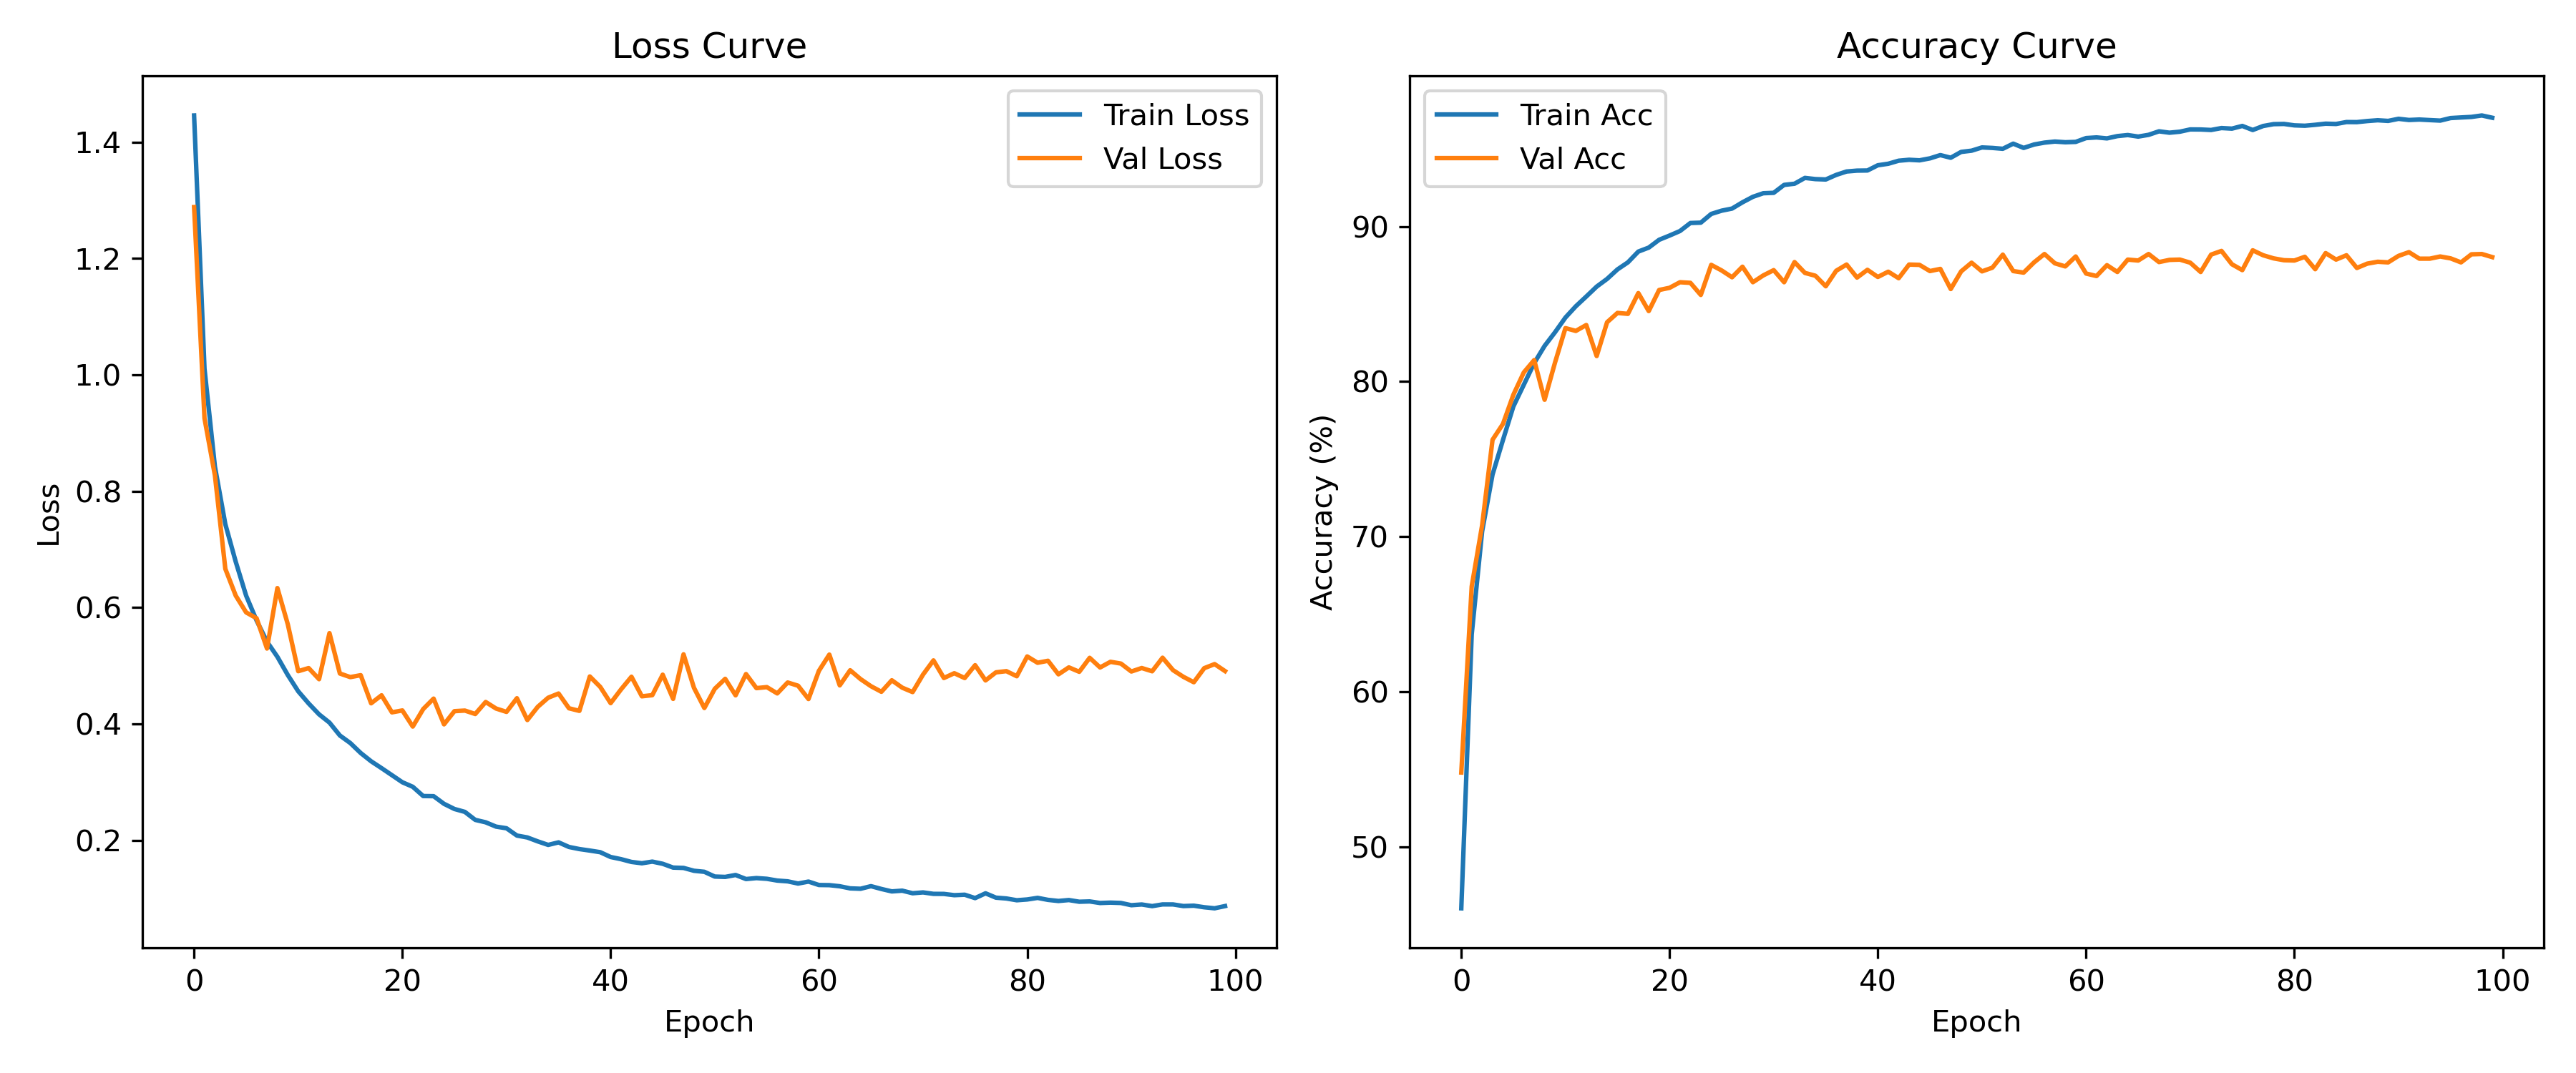 Loss Curve
Train Loss
Val Loss
1.4
1.2
1.0
0.8
0.6
0.4
0.2
Loss
0 20 40 60 80 100
Epoch
Accuracy Curve
Train Acc
Val Acc
90
80
70
60
50
Accuracy (%)
0 20 40 60 80 100
Epoch